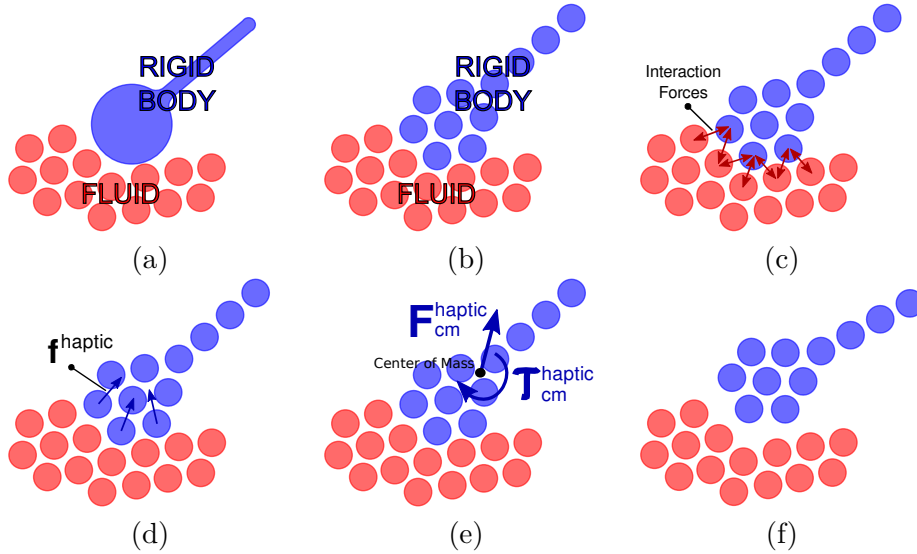 RIGID
BODY
FLUID
(a)
RIGID
BODY
FLUID
(b)
Interaction
Forces
(c)
f haptic
(d)
F haptic cm
Center of Mass
τ haptic cm
(e)
(f)